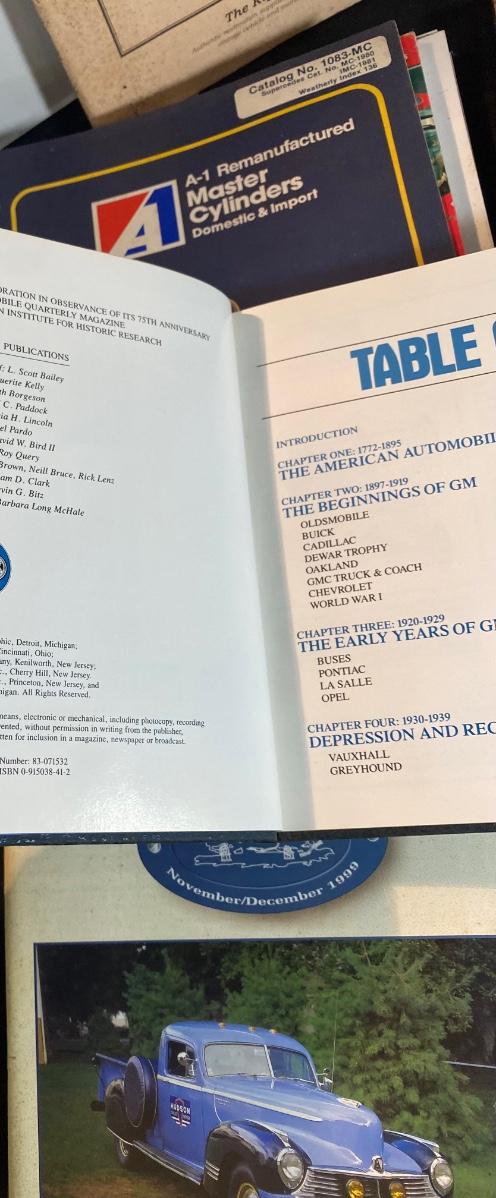 The
Catalog No. 1083-MC
Supercedes Cat. No. MC-1980
IMC-1981
Weatherly Index 136
A1
A-1 Remanufactured
Master
Cylinders
Domestic & Import
ORATION IN OBSERVANCE OF ITS 75TH ANNIVERSARY
OBILE QUARTERLY MAGAZINE
N INSTITUTE FOR HISTORIC RESEARCH
PUBLICATIONS
f: L. Scott Bailey
uerite Kelly
th Borgeson
C. Paddock
ia H. Lincoln
el Pardo
vid W. Bird II
Roy Query
Brown, Neill Bruce, Rick Lenz
am D. Clark
vin G. Bitz
arbara Long McHale
hic, Detroit, Michigan;
Cincinnati, Ohio;
any, Kenilworth, New Jersey;
c., Cherry Hill, New Jersey.
c., Princeton, New Jersey, and
higan. All Rights Reserved.
means, electronic or mechanical, including photocopy, recording
vented, without permission in writing from the publisher,
tten for inclusion in a magazine, newspaper or broadcast.
Number: 83-071532
ISBN 0-915038-41-2
TABLE
INTRODUCTION
CHAPTER ONE: 1772-1895
THE AMERICAN AUTOMOBIL
CHAPTER TWO: 1897-1919
THE BEGINNINGS OF GM
OLDSMOBILE
BUICK
CADILLAC
DEWAR TROPHY
OAKLAND
GMC TRUCK & COACH
CHEVROLET
WORLD WAR I
CHAPTER THREE: 1920-1929
THE EARLY YEARS OF G
BUSES
PONTIAC
LA SALLE
OPEL
CHAPTER FOUR: 1930-1939
DEPRESSION AND REC
VAUXHALL
GREYHOUND
November/December 1999
HUDSON